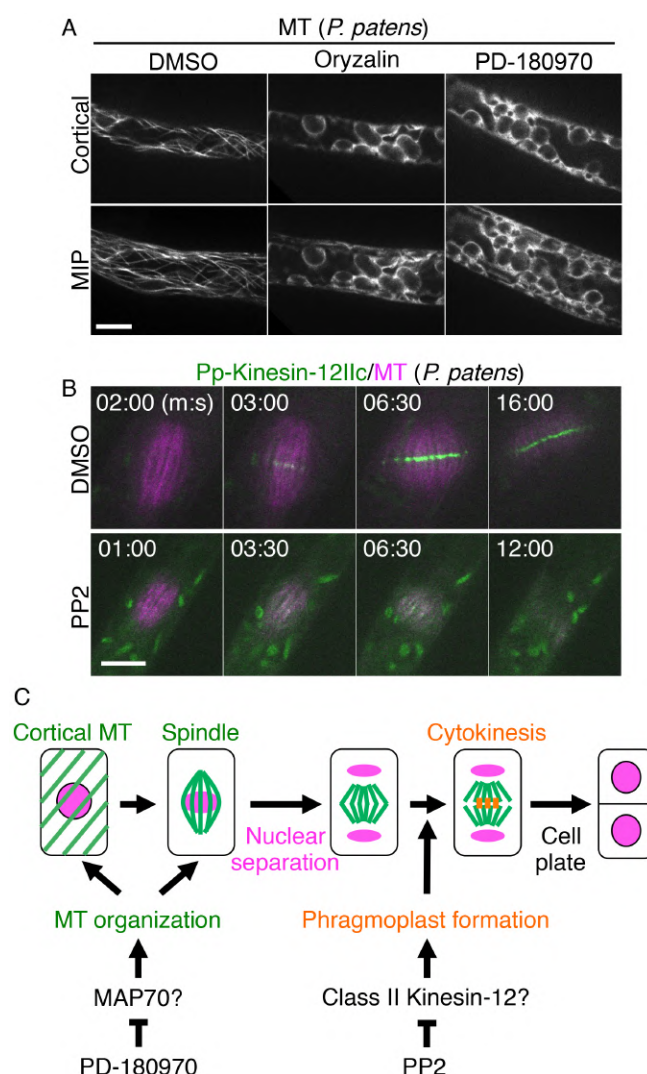 A
MT (P. patens)
DMSO Oryzalin PD-180970
Cortical
MIP
B
Pp-Kinesin-12IIc/MT (P. patens)
DMSO
02:00 (m:s) 03:00 06:30 16:00
PP2
01:00 03:30 06:30 12:00
C
Cortical MT Spindle Cytokinesis
Nuclear
separation
Cell
plate
MT organization Phragmoplast formation
MAP70? Class II Kinesin-12?
PD-180970 PP2